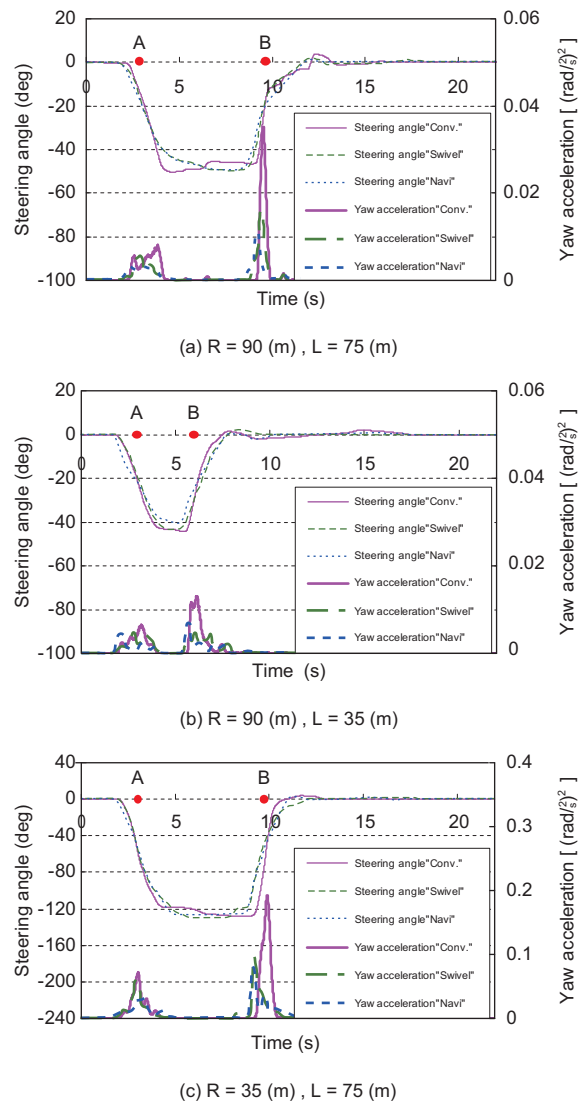 A
B
20
0
-20
-40
-60
-80
-100
Steering angle (deg)
0 5 10 15 20
Time (s)
0.06
0.04
0.02
0
Yaw acceleration [ (rad/s²)² ]
Steering angle"Conv."
Steering angle"Swivel"
Steering angle"Navi"
Yaw acceleration"Conv."
Yaw acceleration"Swivel"
Yaw acceleration"Navi"
(a) R = 90 (m) , L = 75 (m)
A
B
20
0
-20
-40
-60
-80
-100
Steering angle (deg)
0 5 10 15 20
Time (s)
0.06
0.04
0.02
0
Yaw acceleration [ (rad/s²)² ]
Steering angle"Conv."
Steering angle"Swivel"
Steering angle"Navi"
Yaw acceleration"Conv."
Yaw acceleration"Swivel"
Yaw acceleration"Navi"
(b) R = 90 (m) , L = 35 (m)
A
B
40
0
-40
-80
-120
-160
-200
-240
Steering angle (deg)
0 5 10 15 20
Time (s)
0.4
0.3
0.2
0.1
0
Yaw acceleration [ (rad/s²)² ]
Steering angle"Conv."
Steering angle"Swivel"
Steering angle"Navi"
Yaw acceleration"Conv."
Yaw acceleration"Swivel"
Yaw acceleration"Navi"
(c) R = 35 (m) , L = 75 (m)